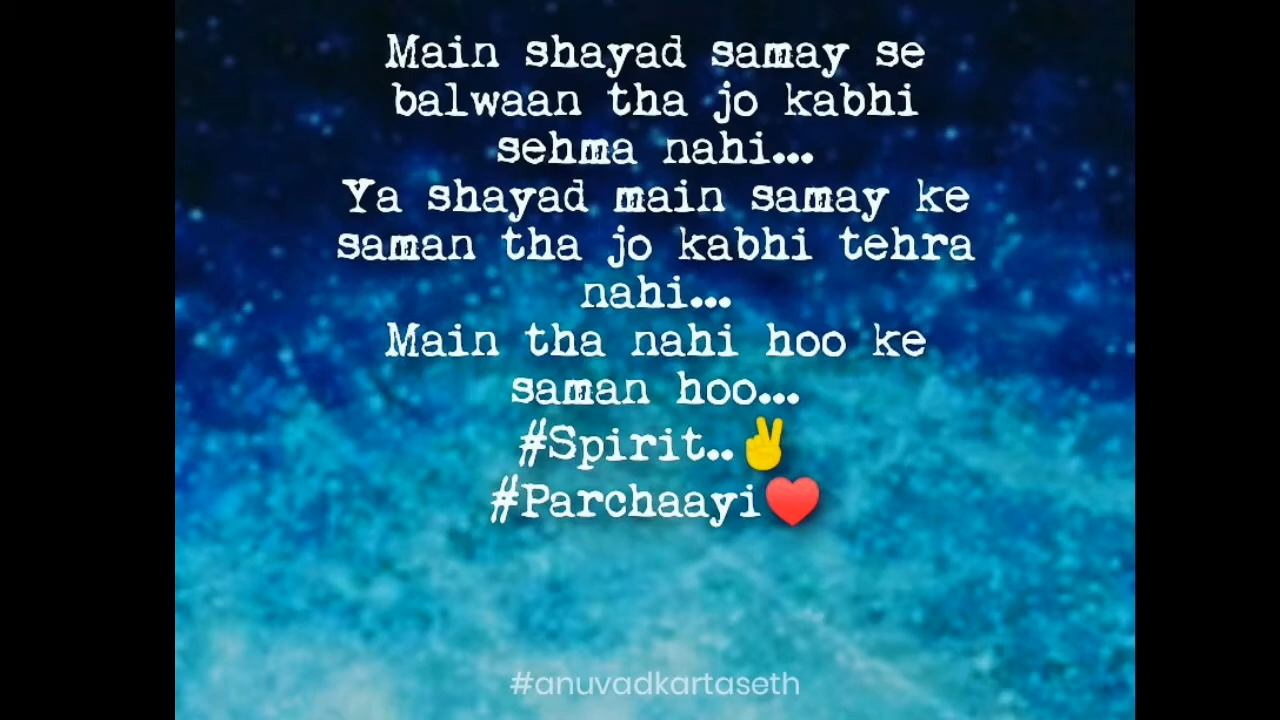 Main shayad samay se
balwaan tha jo kabhi
sehma nahi...
Ya shayad main samay ke
saman tha jo kabhi tehra
nahi...
Main tha nahi hoo ke
saman hoo...
#Spirit..✌️
#Parchaayi♥️
#anuvadkartaseth